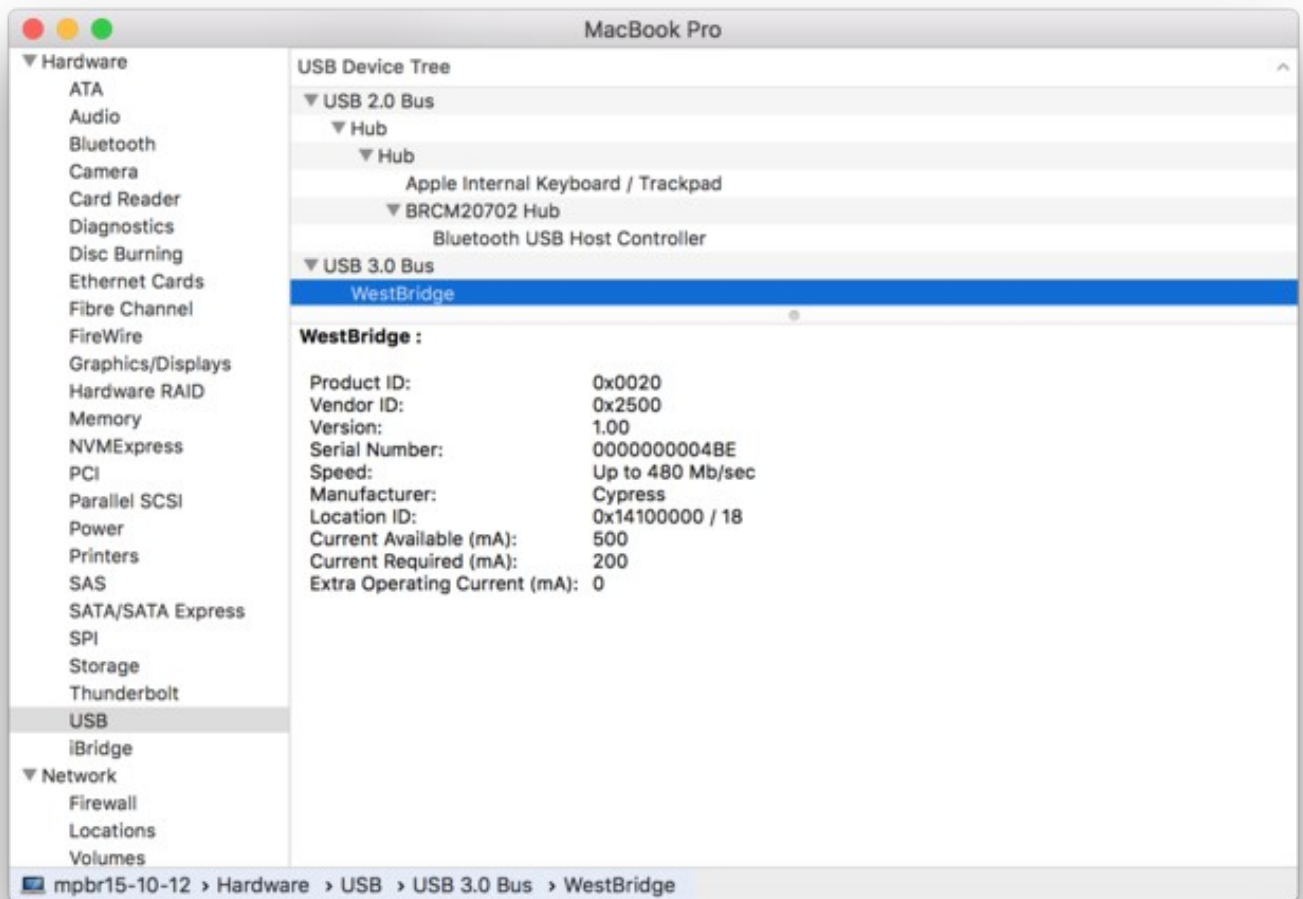 MacBook Pro
Hardware
ATA
Audio
Bluetooth
Camera
Card Reader
Diagnostics
Disc Burning
Ethernet Cards
Fibre Channel
FireWire
Graphics/Displays
Hardware RAID
Memory
NVMExpress
PCI
Parallel SCSI
Power
Printers
SAS
SATA/SATA Express
SPI
Storage
Thunderbolt
USB
iBridge
Network
Firewall
Locations
Volumes
USB Device Tree
USB 2.0 Bus
Hub
Hub
Apple Internal Keyboard / Trackpad
BRCM20702 Hub
Bluetooth USB Host Controller
USB 3.0 Bus
WestBridge
WestBridge :
Product ID: 0x0020
Vendor ID: 0x2500
Version: 1.00
Serial Number: 0000000004BE
Speed: Up to 480 Mb/sec
Manufacturer: Cypress
Location ID: 0x14100000 / 18
Current Available (mA): 500
Current Required (mA): 200
Extra Operating Current (mA): 0
mpbr15-10-12 › Hardware › USB › USB 3.0 Bus › WestBridge